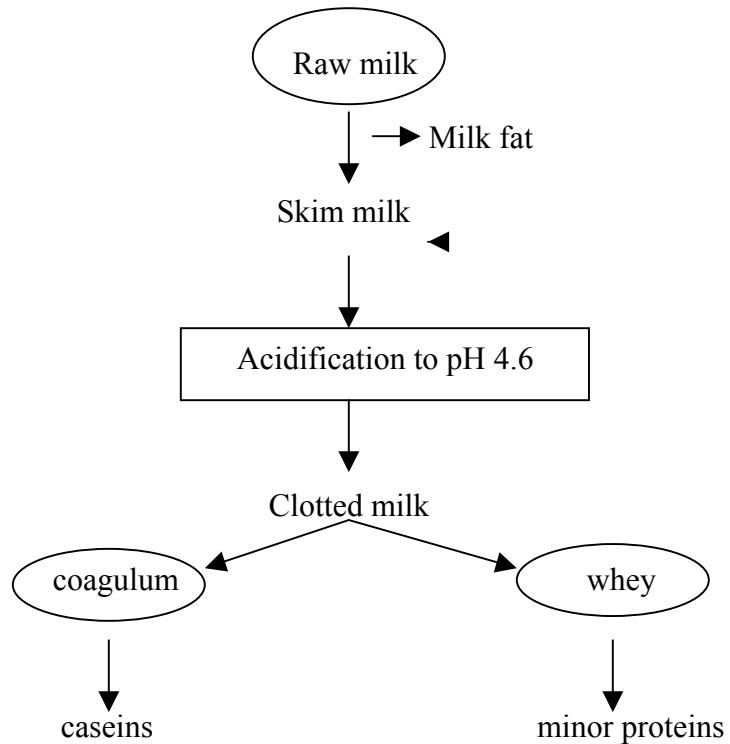 Raw milk
Milk fat
Skim milk
Acidification to pH 4.6
Clotted milk
coagulum
whey
caseins
minor proteins